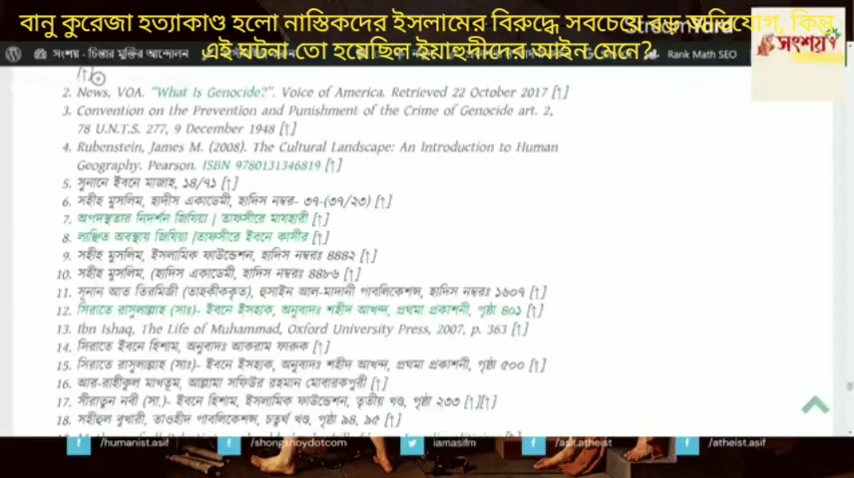 বানু কুরেজা হত্যাকাণ্ড হলো নাস্তিকদের ইসলামের বিরুদ্ধে সবচেয়ে বড় অভিযোগ, কিন্তু
এই ঘটনা তো হয়েছিল ইয়াহুদীদের আইন মেনে?
StreamYard
সংশয় - চিন্তার মুক্তির আন্দোলন
Rank Math SEO
সংশয়
[↑]
2. News, VOA. "What Is Genocide?". Voice of America. Retrieved 22 October 2017 [↑]
3. Convention on the Prevention and Punishment of the Crime of Genocide art. 2,
78 U.N.T.S. 277, 9 December 1948 [↑]
4. Rubenstein, James M. (2008). The Cultural Landscape: An Introduction to Human
Geography. Pearson. ISBN 9780131346819 [↑]
5. সুনানে ইবনে মাজাহ, ১৪/৭১ [↑]
6. সহীহ মুসলিম, হাদীস একাডেমী, হাদিস নম্বর- ৩৭-(৩৭/২৩) [↑]
7. অপদস্থতার নিদর্শন জিযিয়া | তাফসীরে মাযহারী [↑]
8. লাঞ্ছিত অবস্থায় জিযিয়া |তাফসীরে ইবনে কাসীর [↑]
9. সহীহ মুসলিম, ইসলামিক ফাউন্ডেশন, হাদিস নম্বরঃ ৪৪৪২ [↑]
10. সহীহ মুসলিম, (হাদিস একাডেমী, হাদিস নম্বরঃ ৪৪৮৬ [↑]
11. সূনান আত তিরমিজী (তাহকীককৃত), হুসাইন আল-মাদানী পাবলিকেশন্স, হাদিস নম্বরঃ ১৬০৭ [↑]
12. সিরাতে রাসুলাল্লাহ (সাঃ)- ইবনে ইসহাক, অনুবাদঃ শহীদ আখন্দ, প্রথমা প্রকাশনী, পৃষ্ঠা ৪০১ [↑]
13. Ibn Ishaq, The Life of Muhammad, Oxford University Press, 2007, p. 363 [↑]
14. সিরাতে ইবনে হিশাম, অনুবাদঃ আকরাম ফারুক [↑]
15. সিরাতে রাসুলাল্লাহ (সাঃ)- ইবনে ইসহাক, অনুবাদঃ শহীদ আখন্দ, প্রথমা প্রকাশনী, পৃষ্ঠা ৫০০ [↑]
16. আর-রাহীকুল মাখতূম, আল্লামা সফিউর রহমান মোবারকপুরী [↑]
17. সীরাতুন নবী (সা.)- ইবনে হিশাম, ইসলামিক ফাউন্ডেশন, তৃতীয় খণ্ড, পৃষ্ঠা ২৩৩ [↑][↑]
18. সহীহুল বুখারী, তাওহীদ পাবলিকেশন্স, চতুর্থ খণ্ড, পৃষ্ঠা ৯৪, ৯৫ [↑]
/humanist.asif
/shongshoydotcom
iamasifm
/asif.atheist
/atheist.asif